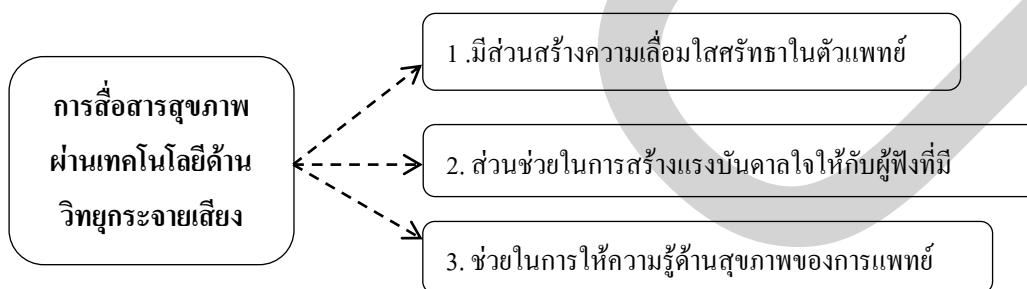 การสื่อสารสุขภาพ
ผ่านเทคโนโลยีด้าน
วิทยุกระจายเสียง
1 .มีส่วนสร้างความเลื่อมใสศรัทธาในตัวแพทย์
2. ส่วนช่วยในการสร้างแรงบันดาลใจให้กับผู้ฟังที่มี
3. ช่วยในการให้ความรู้ด้านสุขภาพของการแพทย์